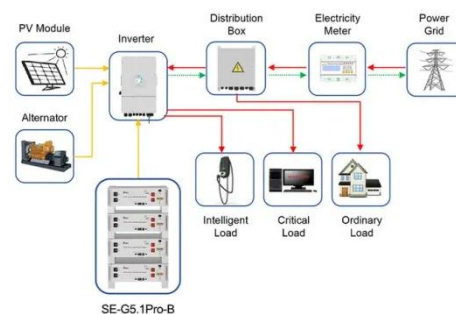 PV Module
Inverter
Distribution
Box
Electricity
Meter
Power
Grid
Alternator
Intelligent
Load
Critical
Load
Ordinary
Load
SE-G5.1Pro-B